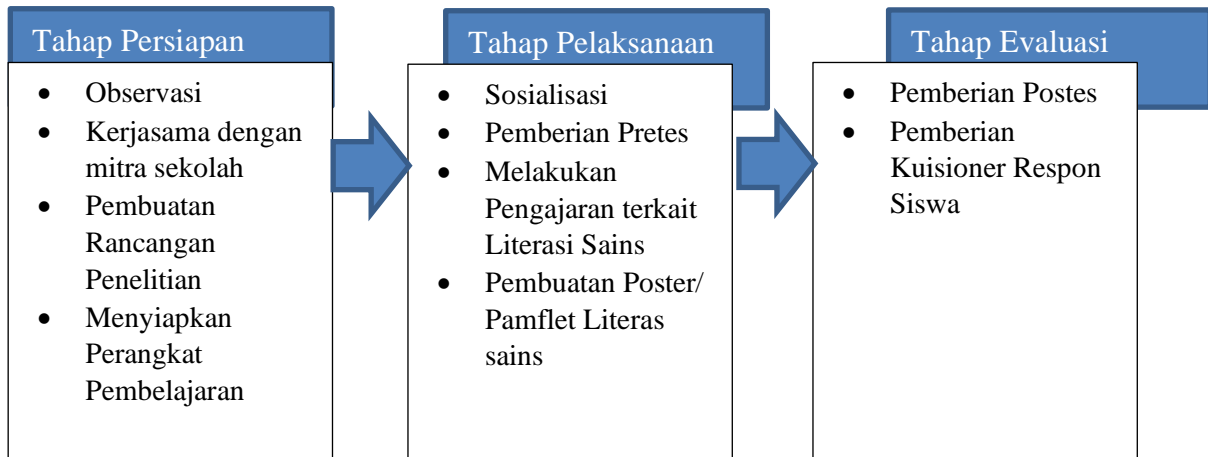 Tahap Persiapan
• Observasi
• Kerjasama dengan
mitra sekolah
• Pembuatan
Rancangan
Penelitian
• Menyiapkan
Perangkat
Pembelajaran
Tahap Pelaksanaan
• Sosialisasi
• Pemberian Pretes
• Melakukan
Pengajaran terkait
Literasi Sains
• Pembuatan Poster/
Pamflet Literas
sains
Tahap Evaluasi
• Pemberian Postes
• Pemberian
Kuisioner Respon
Siswa